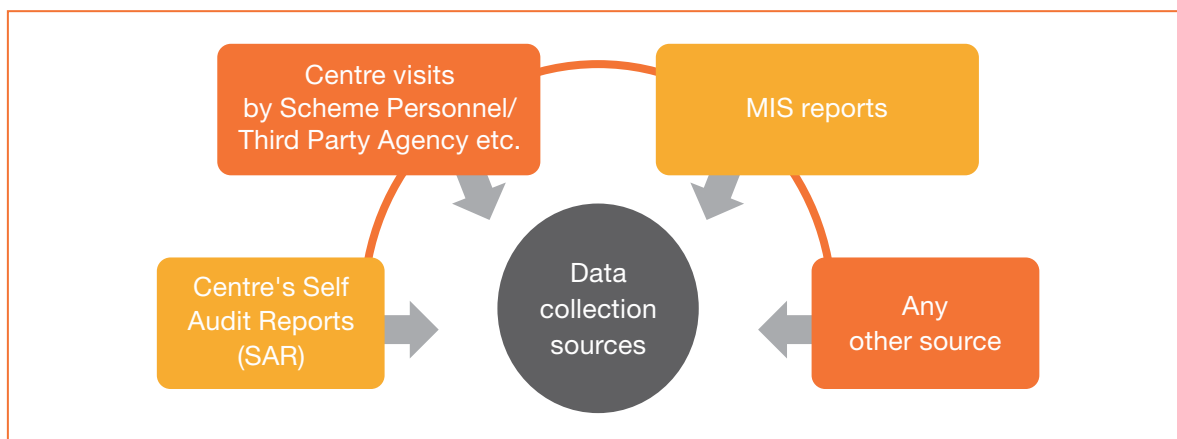 Centre visits
by Scheme Personnel/
Third Party Agency etc.
MIS reports
Centre's Self
Audit Reports
(SAR)
Data
collection
sources
Any
other source